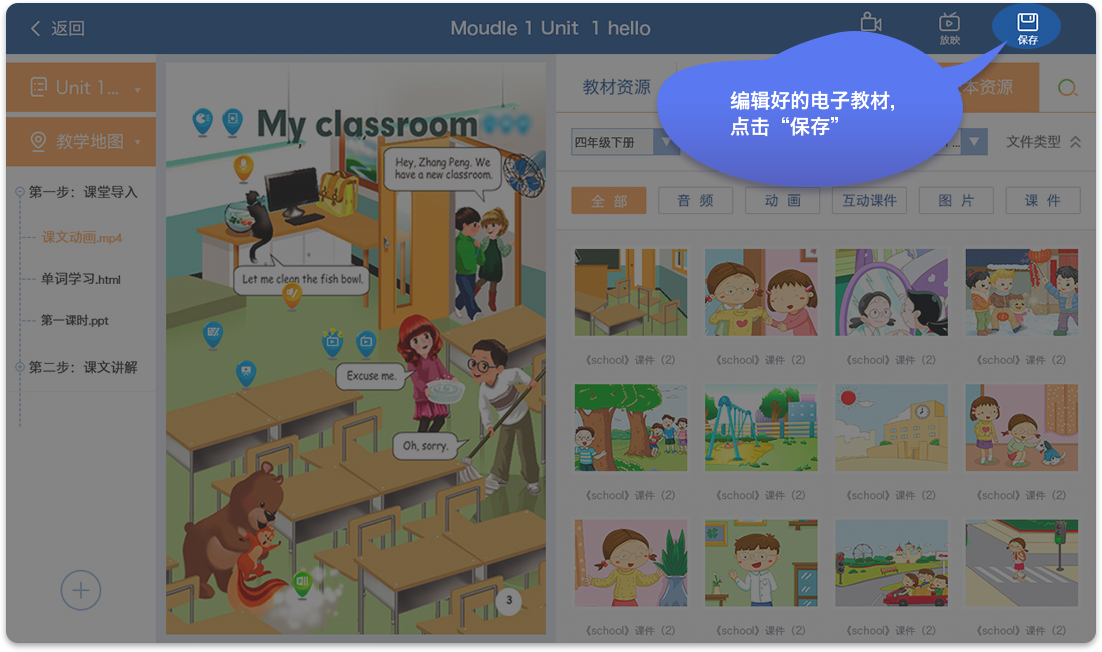 返回
Moudle 1 Unit 1 hello
放映
保存
编辑好的电子教材,
点击“保存”
Unit 1...
教学地图
第一步：课堂导入
课文动画.mp4
单词学习.html
第一课时.ppt
第二步：课文讲解
My classroom
Hey, Zhang Peng. We
have a new classroom.
Let me clean the fish bowl.
Excuse me.
Oh, sorry.
3
教材资源
本资源
四年级下册
文件类型
全 部
音 频
动 画
互动课件
图 片
课 件
《school》课件（2）
《school》课件（2）
《school》课件（2）
《school》课件（2）
《school》课件（2）
《school》课件（2）
《school》课件（2）
《school》课件（2）
《school》课件（2）
《school》课件（2）
《school》课件（2）
《school》课件（2）